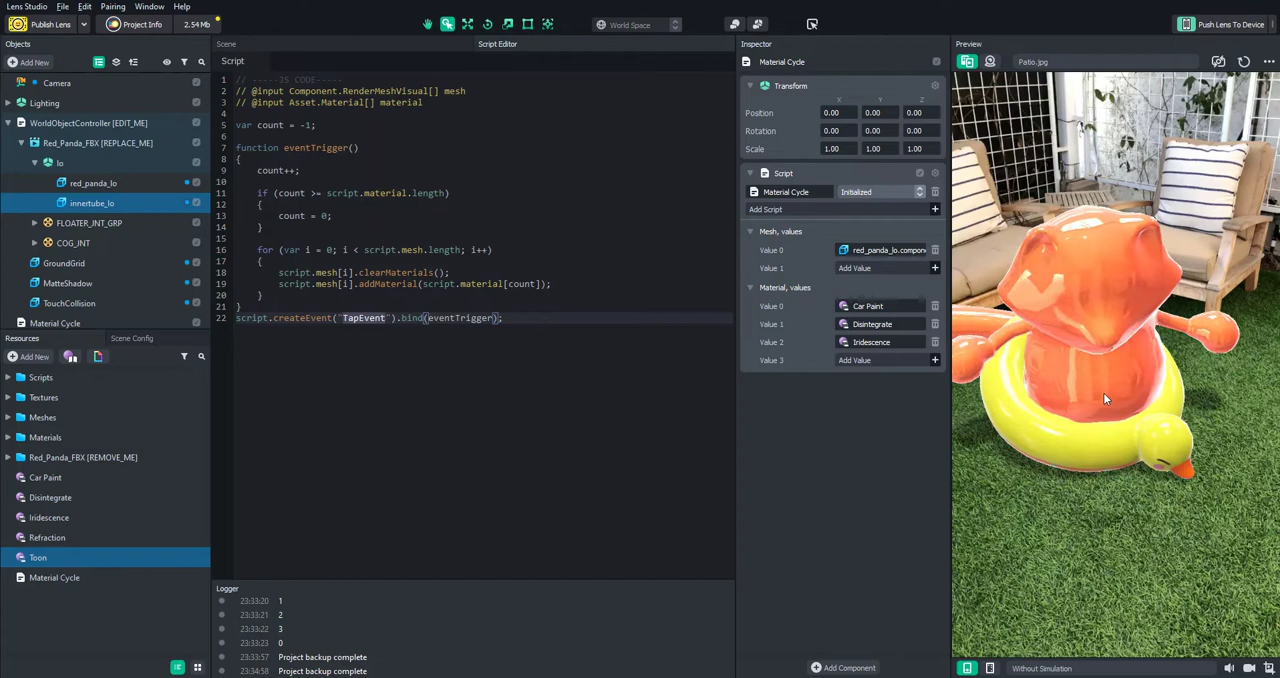 Lens Studio File Edit Pairing Window Help
Publish Lens Project Info 2.54 Mb World Space Push Lens To Device
Objects
Add New
Camera
Lighting
WorldObjectController [EDIT_ME]
Red_Panda_FBX [REPLACE_ME]
lo
red_panda_lo
innertube_lo
FLOATER_INT_GRP
COG_INT
GroundGrid
MatteShadow
TouchCollision
Material Cycle
Resources Scene Config
Add New
Scripts
Textures
Meshes
Materials
Red_Panda_FBX [REMOVE_ME]
Car Paint
Disintegrate
Iridescence
Refraction
Toon
Material Cycle
Scene Script Editor
Script
1 // -----JS CODE-----
2 // @input Component.RenderMeshVisual[] mesh
3 // @input Asset.Material[] material
4
5 var count = -1;
6
7 function eventTrigger()
8 {
9 count++;
10
11 if (count >= script.material.length)
12 {
13 count = 0;
14 }
15
16 for (var i = 0; i < script.mesh.length; i++)
17 {
18 script.mesh[i].clearMaterials();
19 script.mesh[i].addMaterial(script.material[count]);
20 }
21 }
22 script.createEvent("TapEvent").bind(eventTrigger);
Logger
23:33:20 1
23:33:21 2
23:33:22 3
23:33:23 0
23:33:57 Project backup complete
23:34:58 Project backup complete
Inspector
Material Cycle
Transform
X Y Z
Position 0.00 0.00 0.00
Rotation 0.00 0.00 0.00
Scale 1.00 1.00 1.00
Script
Material Cycle Initialized
Add Script +
Mesh, values
Value 0 red_panda_lo.compon
Value 1 Add Value +
Material, values
Value 0 Car Paint
Value 1 Disintegrate
Value 2 Iridescence
Value 3 Add Value +
Add Component
Preview
Patio.jpg
Without Simulation